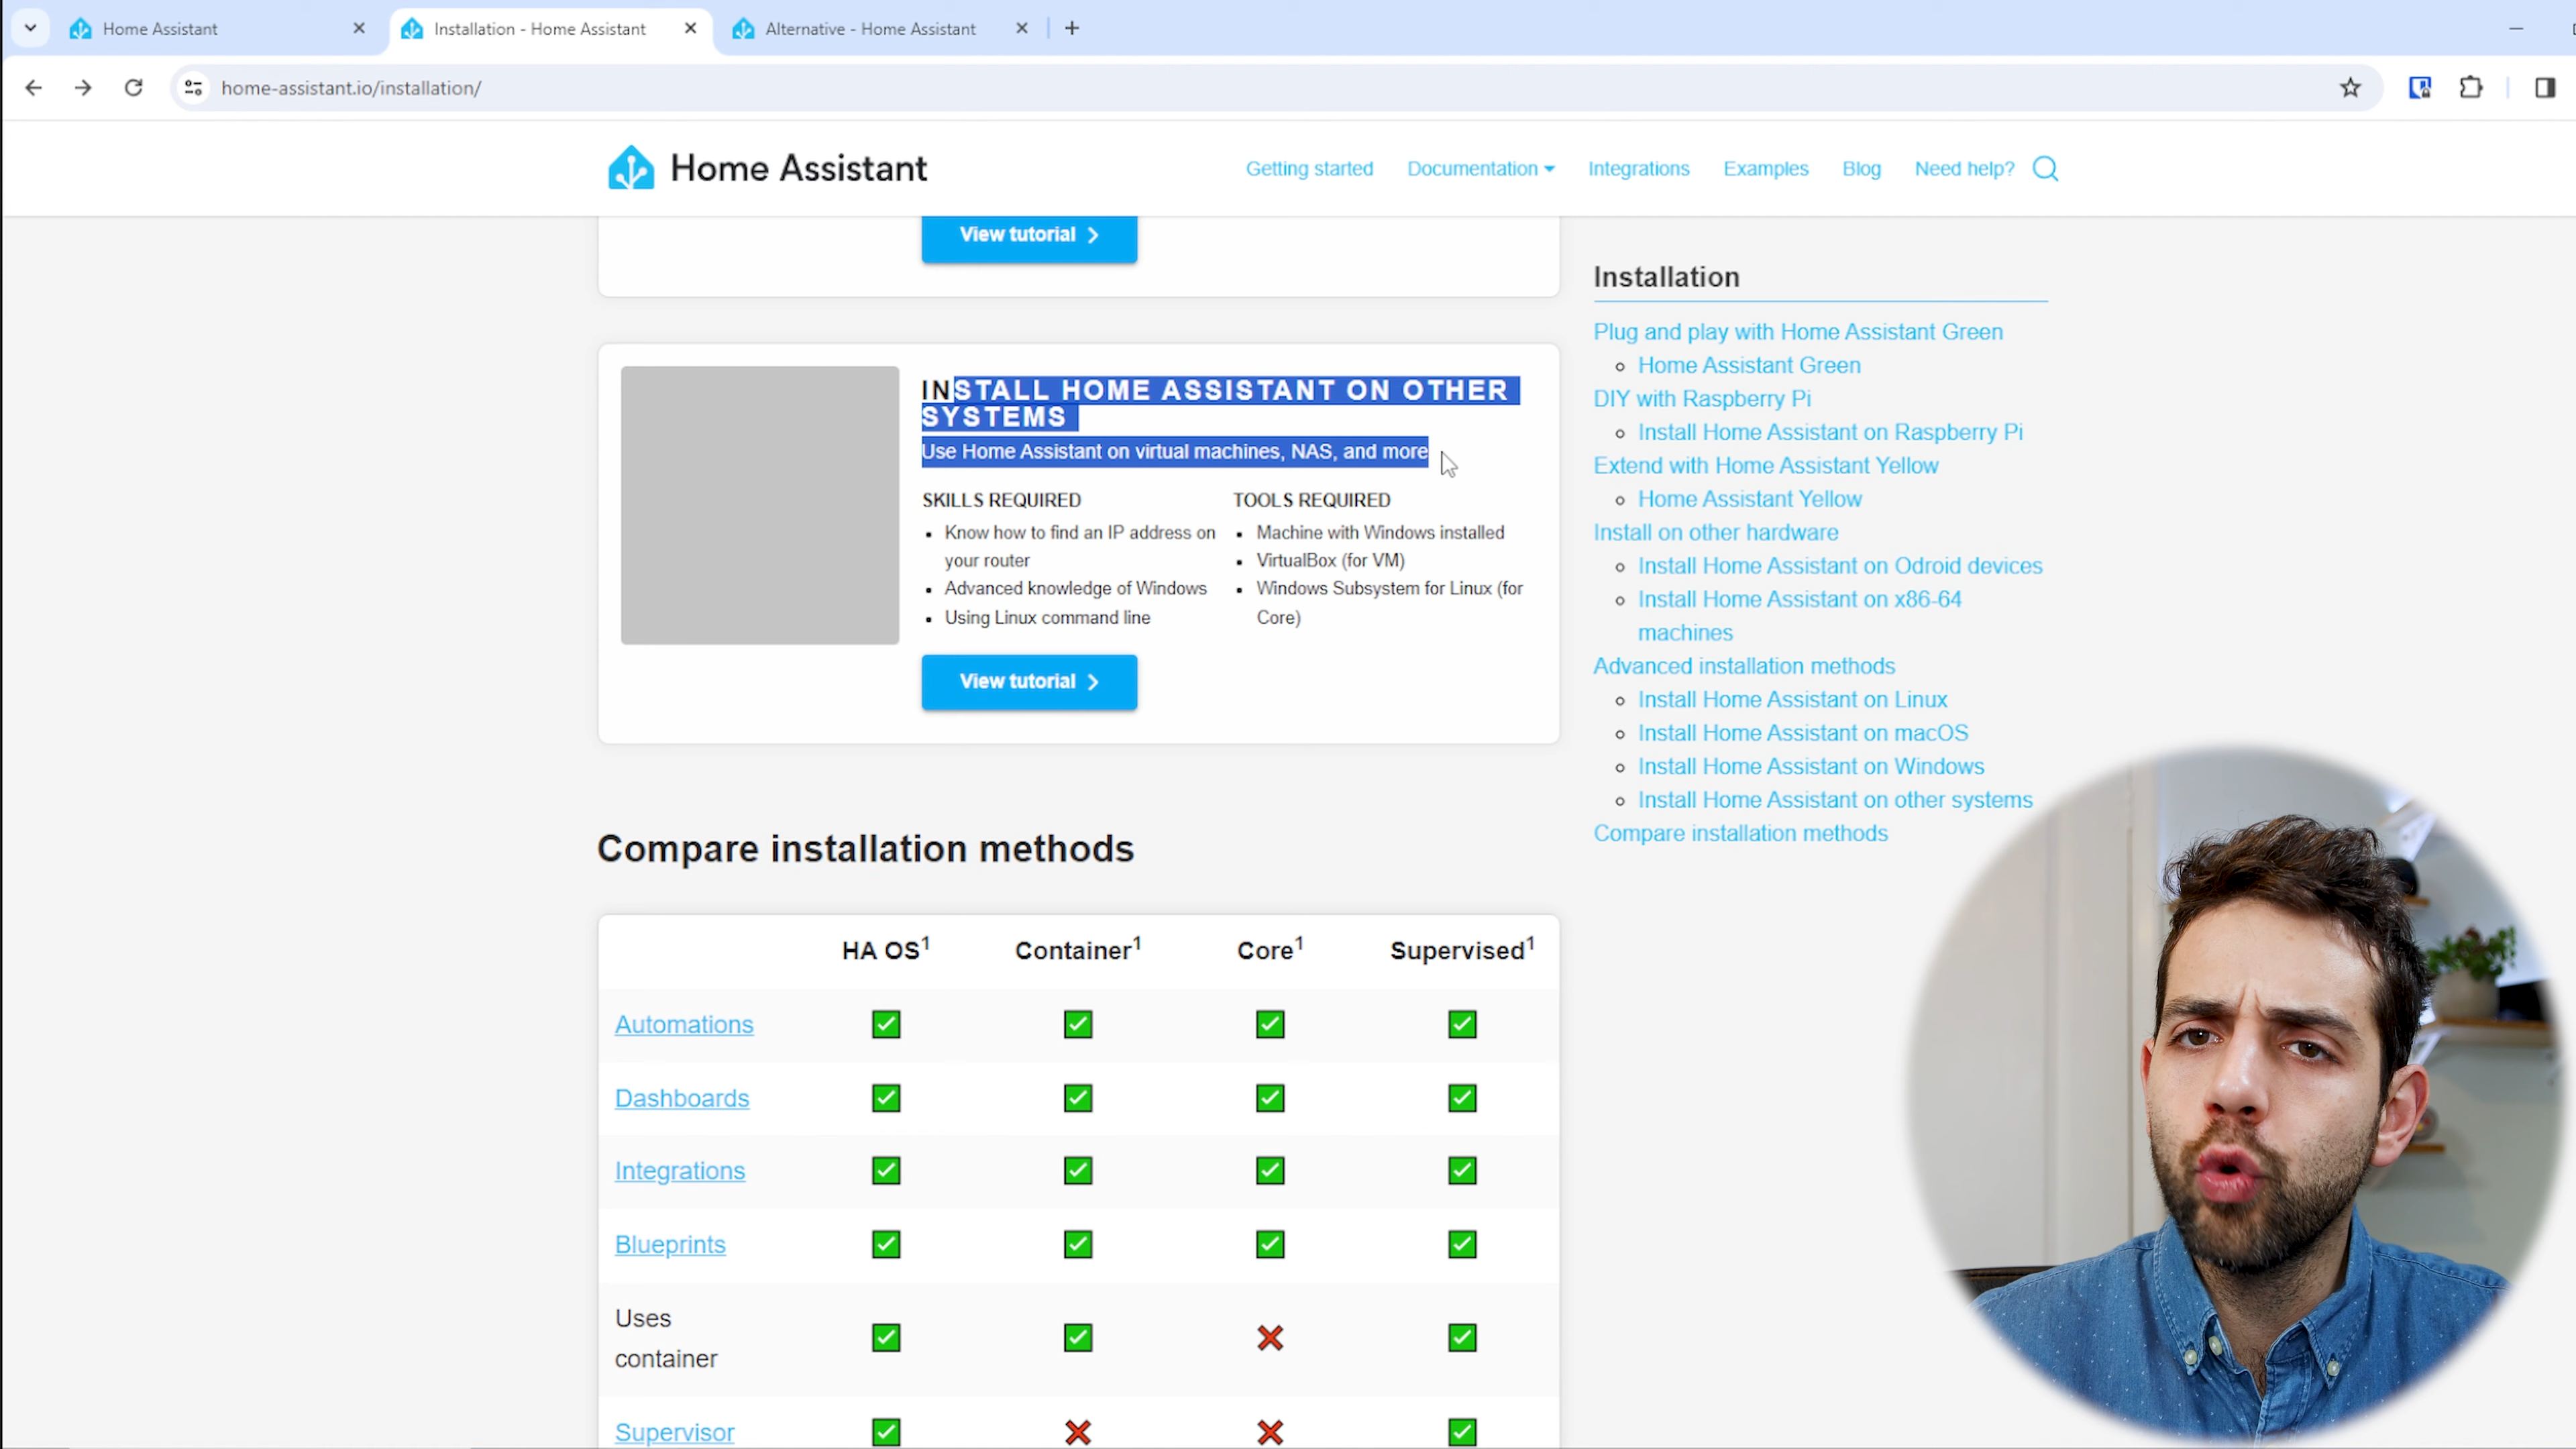 Home Assistant
Installation - Home Assistant
Alternative - Home Assistant
home-assistant.io/installation/
Home Assistant
Getting started
Documentation
Integrations
Examples
Blog
Need help?
View tutorial
INSTALL HOME ASSISTANT ON OTHER
SYSTEMS
Use Home Assistant on virtual machines, NAS, and more
SKILLS REQUIRED
Know how to find an IP address on
your router
Advanced knowledge of Windows
Using Linux command line
TOOLS REQUIRED
Machine with Windows installed
VirtualBox (for VM)
Windows Subsystem for Linux (for
Core)
View tutorial
Compare installation methods
HA OS¹ Container¹ Core¹ Supervised¹
Automations
Dashboards
Integrations
Blueprints
Uses
container
Supervisor
Installation
Plug and play with Home Assistant Green
Home Assistant Green
DIY with Raspberry Pi
Install Home Assistant on Raspberry Pi
Extend with Home Assistant Yellow
Home Assistant Yellow
Install on other hardware
Install Home Assistant on Odroid devices
Install Home Assistant on x86-64
machines
Advanced installation methods
Install Home Assistant on Linux
Install Home Assistant on macOS
Install Home Assistant on Windows
Install Home Assistant on other systems
Compare installation methods